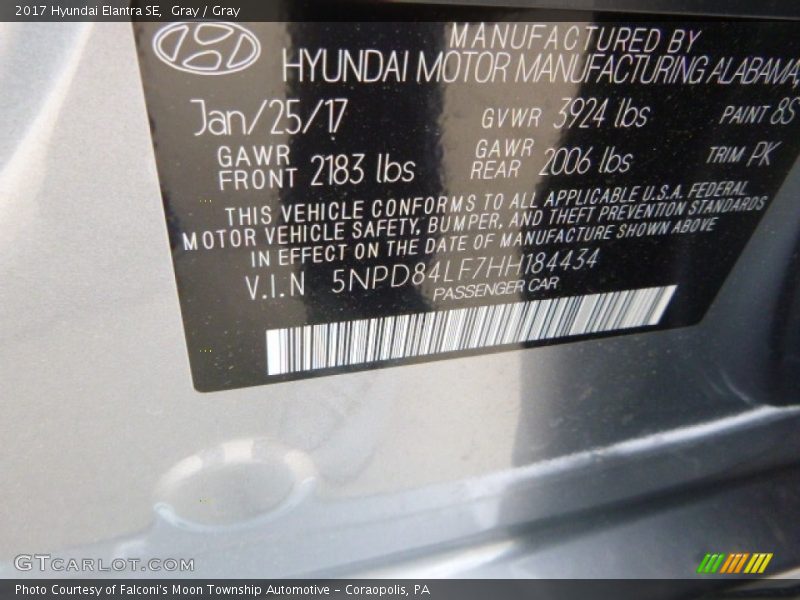 2017 Hyundai Elantra SE, Gray / Gray
MANUFACTURED BY
HYUNDAI MOTOR MANUFACTURING ALABAMA,
Jan/25/17 GVWR 3924 lbs PAINT 8S
GAWR FRONT 2183 lbs GAWR REAR 2006 lbs TRIM PK
THIS VEHICLE CONFORMS TO ALL APPLICABLE U.S.A. FEDERAL
MOTOR VEHICLE SAFETY, BUMPER, AND THEFT PREVENTION STANDARDS
IN EFFECT ON THE DATE OF MANUFACTURE SHOWN ABOVE
V.I.N 5NPD84LF7HH184434
PASSENGER CAR
GTCARLOT.COM
Photo Courtesy of Falconi's Moon Township Automotive - Coraopolis, PA